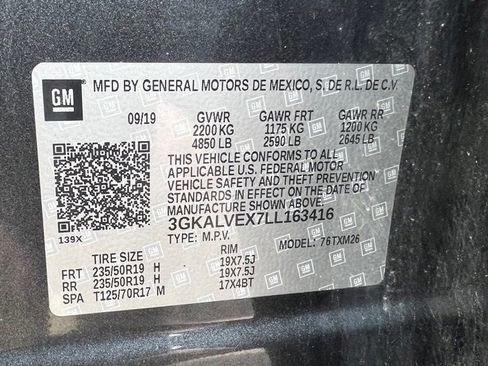 GM MFD BY GENERAL MOTORS DE MEXICO, S. DE R.L. DE C.V.
09/19 GVWR GAWR FRT GAWR RR
2200 KG 1175 KG 1200 KG
4850 LB 2590 LB 2645 LB
THIS VEHICLE CONFORMS TO ALL
APPLICABLE U.S. FEDERAL MOTOR
VEHICLE SAFETY AND THEFT PREVENTION
STANDARDS IN EFFECT ON THE DATE OF
MANUFACTURE SHOWN ABOVE.
3GKALVEX7LL163416
139X TYPE: M.P.V. MODEL: 76TXM26
TIRE SIZE RIM
FRT 235/50R19 H 19X7.5J
RR 235/50R19 H 19X7.5J
SPA T125/70R17 M 17X4BT